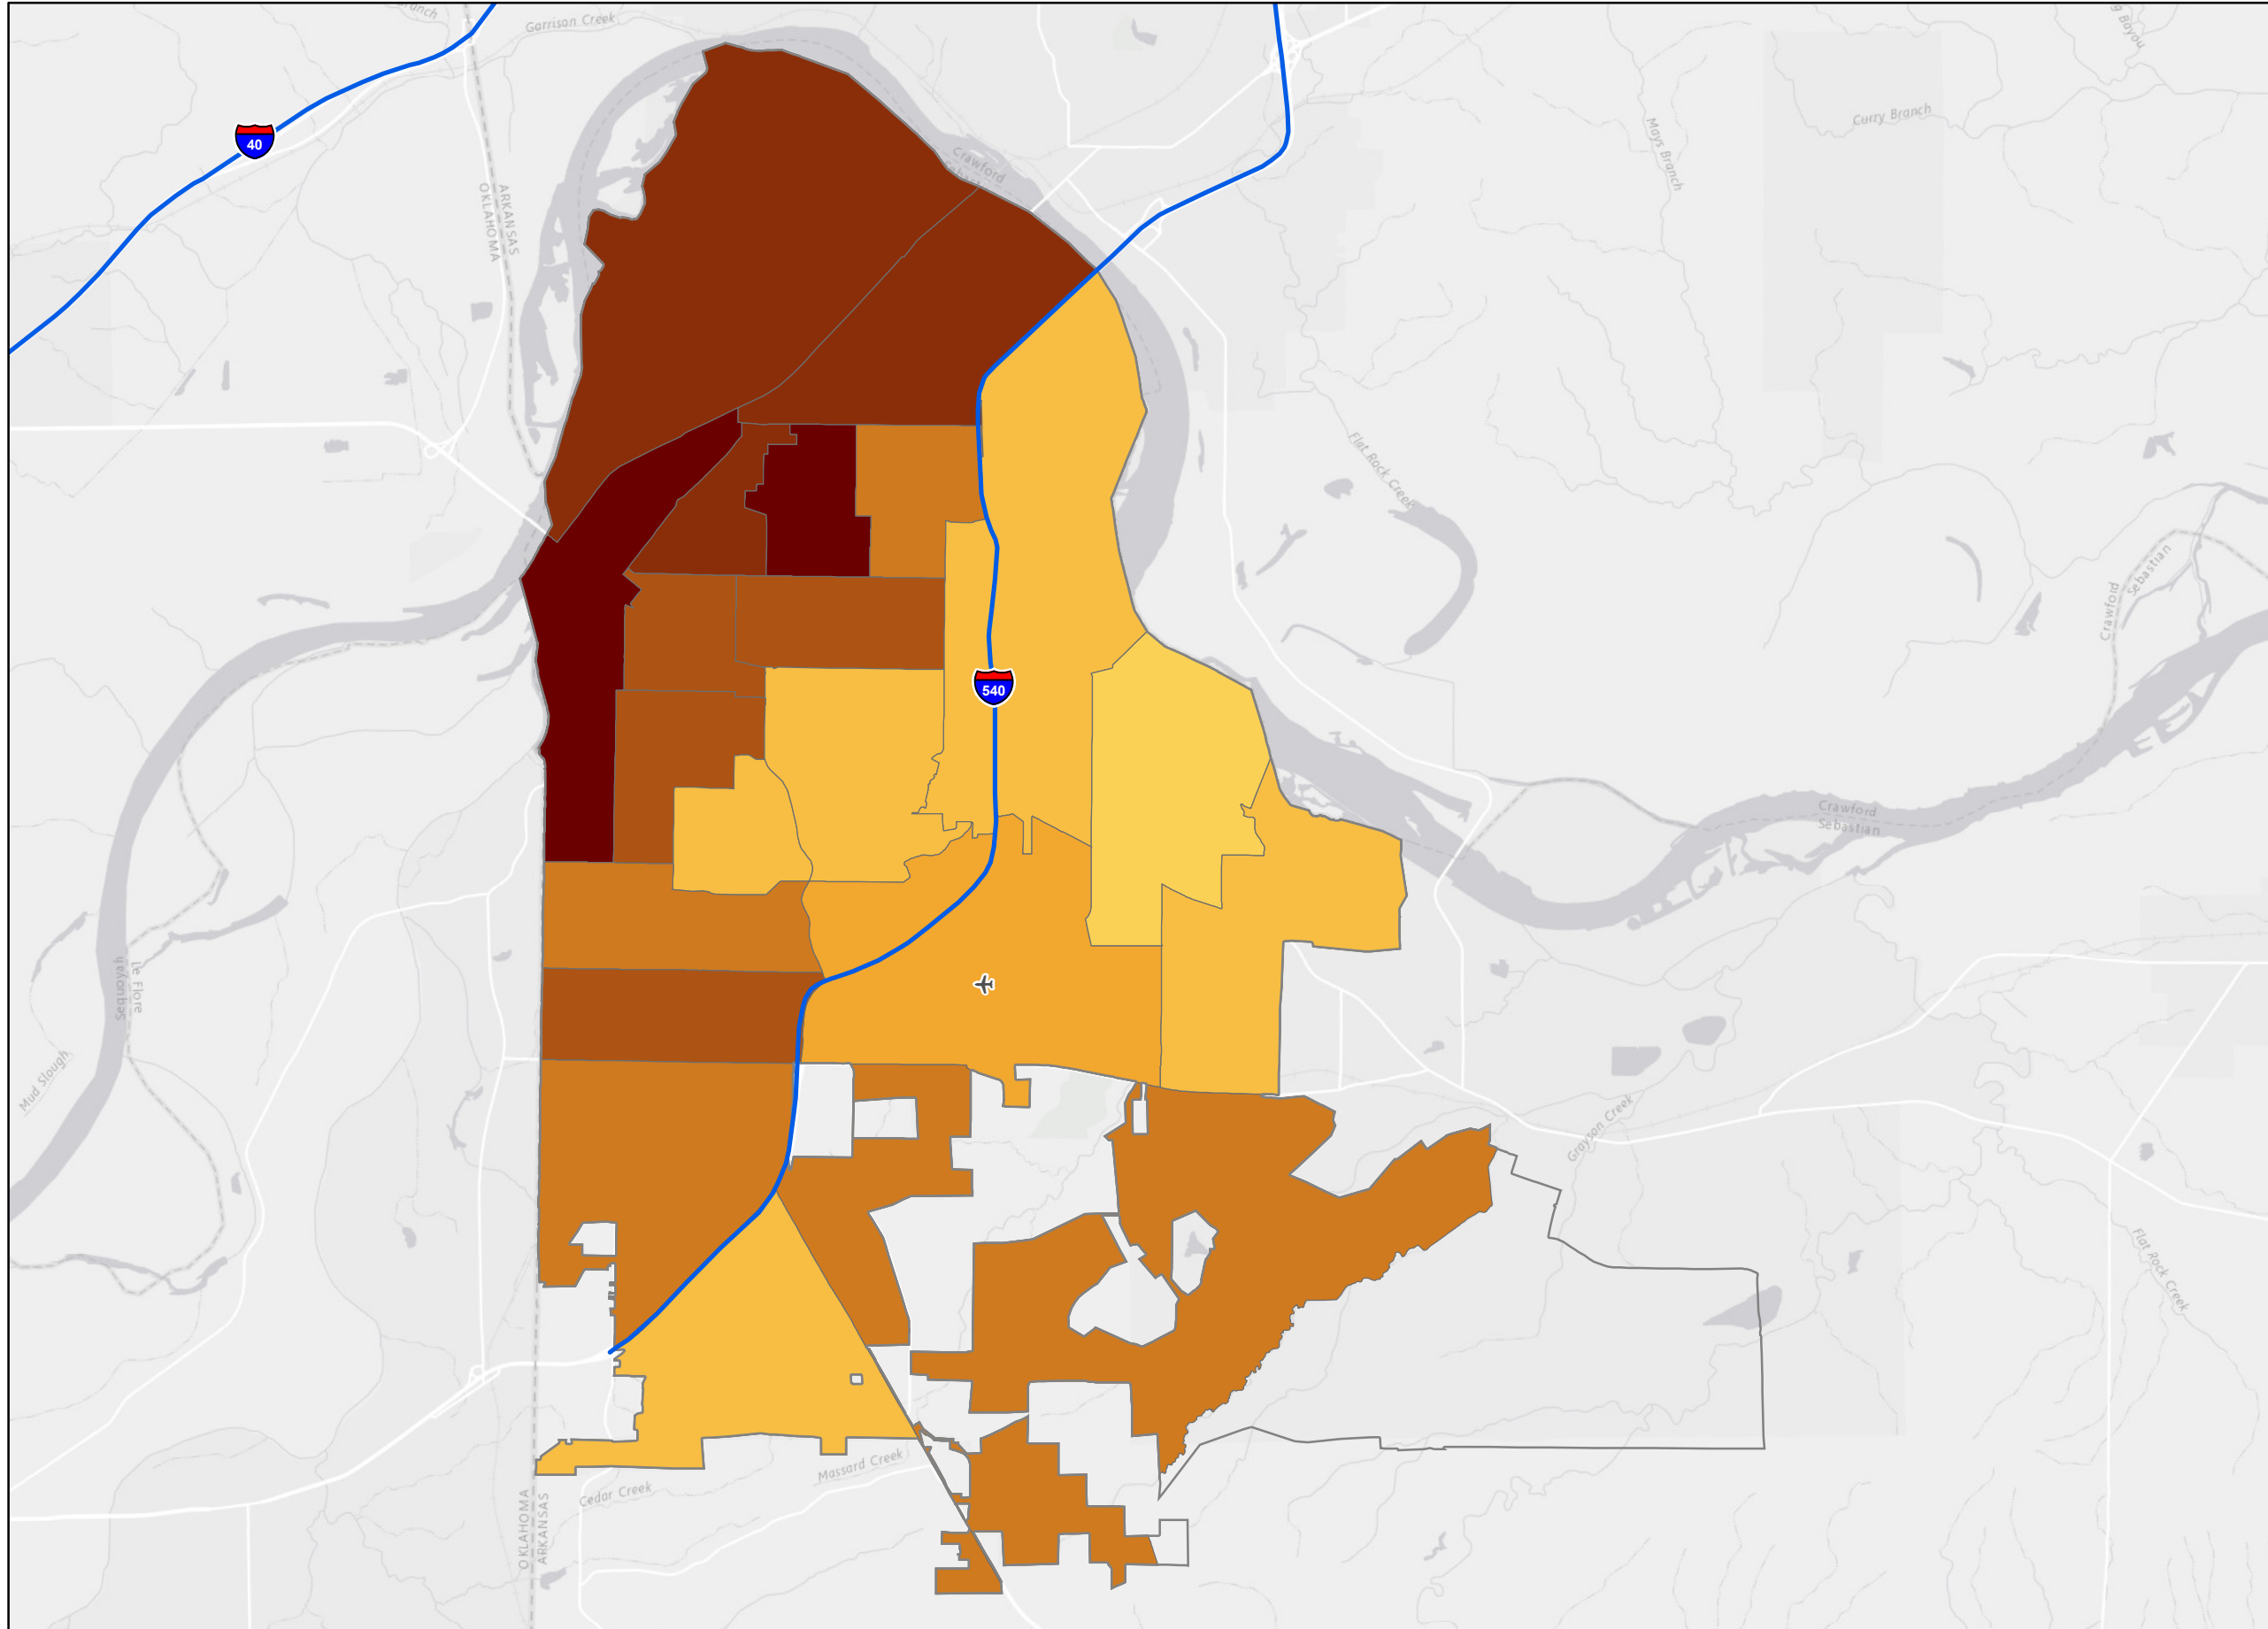 Garrison Creek
Branch
Curry Branch
Mays Branch
40
ARKANSAS
OKLAHOMA
Crawford
Flat Rock Creek
Crawford
Sebastian
540
Crawford
Sebastian
Sequoyah
Le Flore
Mud Slough
Grayson Creek
Flat Rock Creek
Massard Creek
Cedar Creek
OKLAHOMA
ARKANSAS